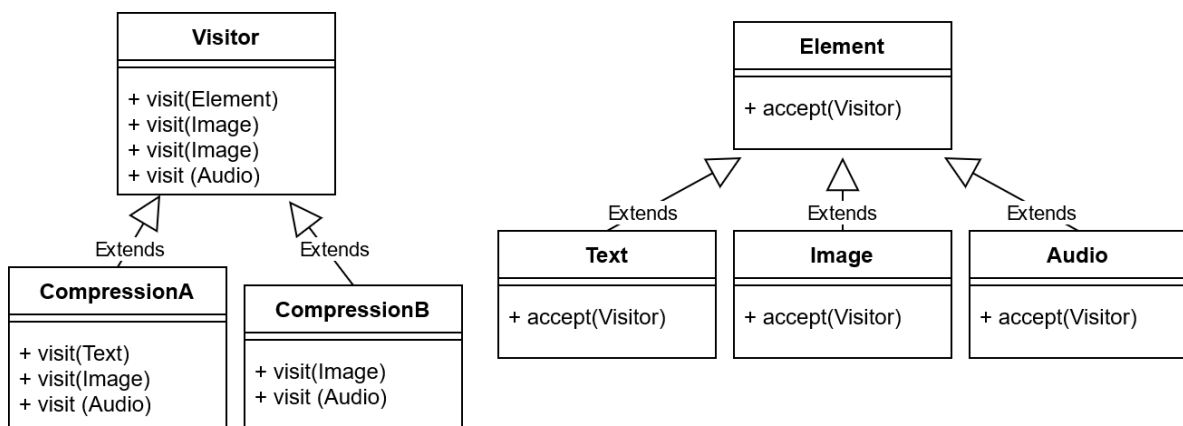 Visitor
+ visit(Element)
+ visit(Image)
+ visit(Image)
+ visit (Audio)
Extends
Extends
CompressionA
+ visit(Text)
+ visit(Image)
+ visit (Audio)
CompressionB
+ visit(Image)
+ visit (Audio)
Element
+ accept(Visitor)
Extends
Extends
Extends
Text
+ accept(Visitor)
Image
+ accept(Visitor)
Audio
+ accept(Visitor)